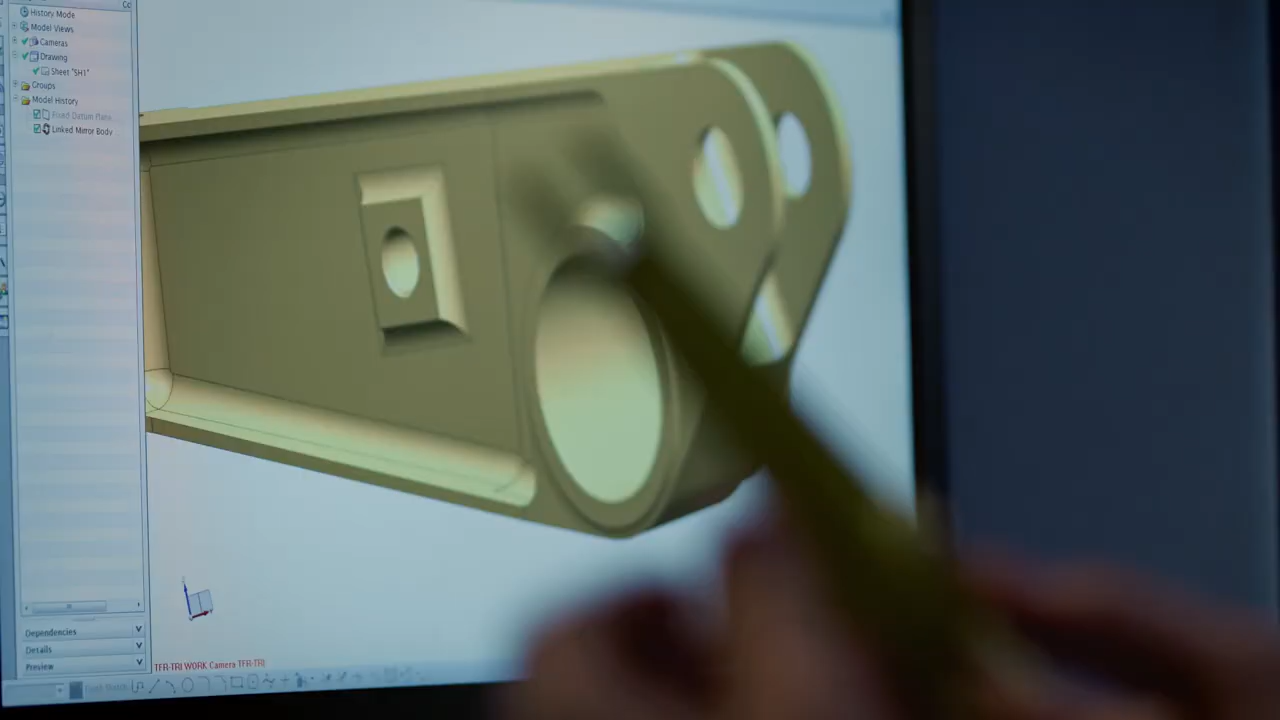 Co
History Mode
Model Views
Cameras
Drawing
Sheet "SH1"
Groups
Model History
Fixed Datum Plane
Linked Mirror Body
Dependencies
Details
Preview
TFR-TRI WORK Camera TFR-TRI